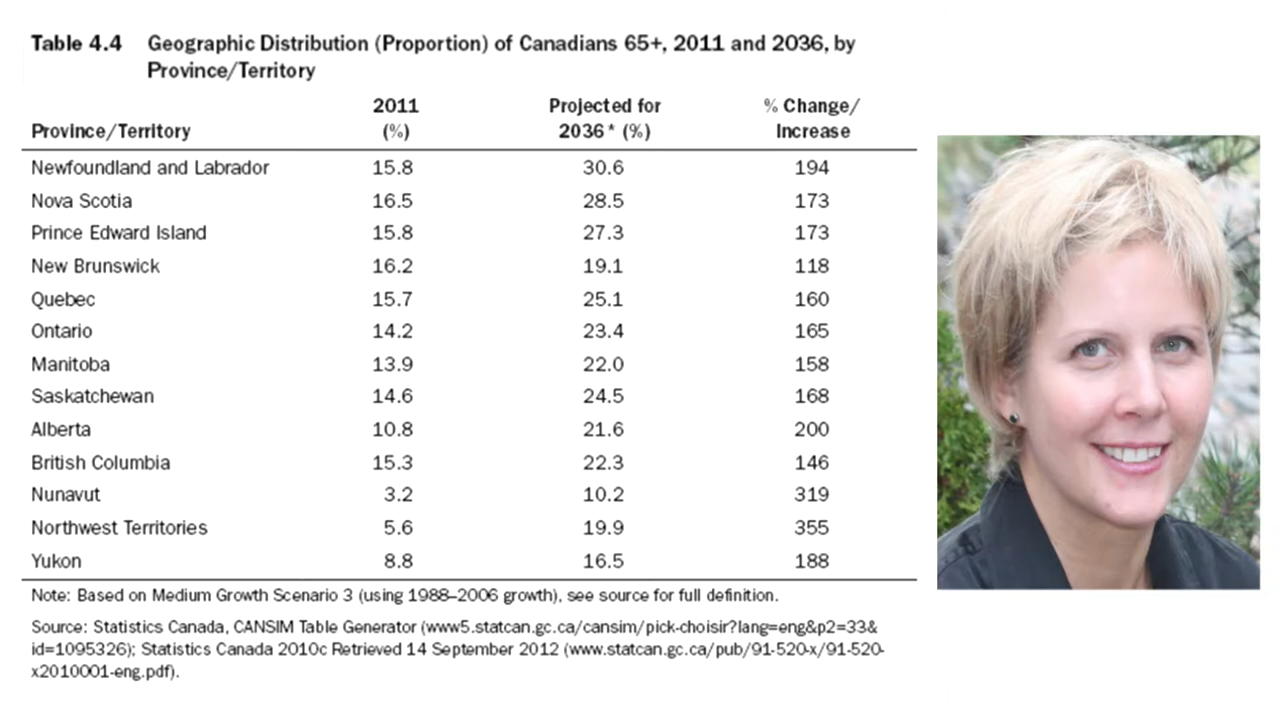 Table 4.4 Geographic Distribution (Proportion) of Canadians 65+, 2011 and 2036, by
Province/Territory
2011 Projected for % Change/
Province/Territory (%) 2036* (%) Increase
Newfoundland and Labrador 15.8 30.6 194
Nova Scotia 16.5 28.5 173
Prince Edward Island 15.8 27.3 173
New Brunswick 16.2 19.1 118
Quebec 15.7 25.1 160
Ontario 14.2 23.4 165
Manitoba 13.9 22.0 158
Saskatchewan 14.6 24.5 168
Alberta 10.8 21.6 200
British Columbia 15.3 22.3 146
Nunavut 3.2 10.2 319
Northwest Territories 5.6 19.9 355
Yukon 8.8 16.5 188
Note: Based on Medium Growth Scenario 3 (using 1988–2006 growth), see source for full definition.
Source: Statistics Canada, CANSIM Table Generator (www5.statcan.gc.ca/cansim/pick-choisir?lang=eng&p2=33&
id=1095326); Statistics Canada 2010c Retrieved 14 September 2012 (www.statcan.gc.ca/pub/91-520-x/91-520-
x2010001-eng.pdf).